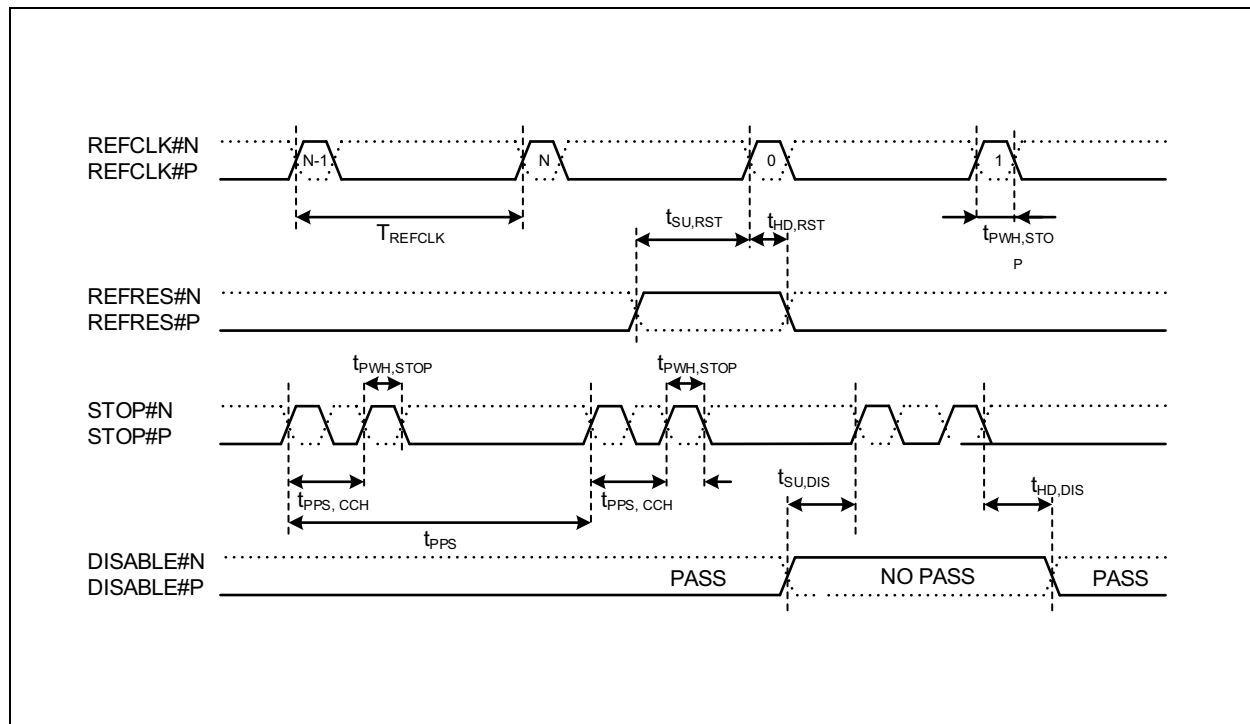 REFCLK#N
REFCLK#P
N-1
N
0
1
TREFCLK
tSU,RST
tHD,RST
tPWH,STO
P
REFRES#N
REFRES#P
tPWH,STOP
tPWH,STOP
STOP#N
STOP#P
tPPS, CCH
tPPS, CCH
tSU,DIS
tHD,DIS
tPPS
DISABLE#N
DISABLE#P
PASS
NO PASS
PASS